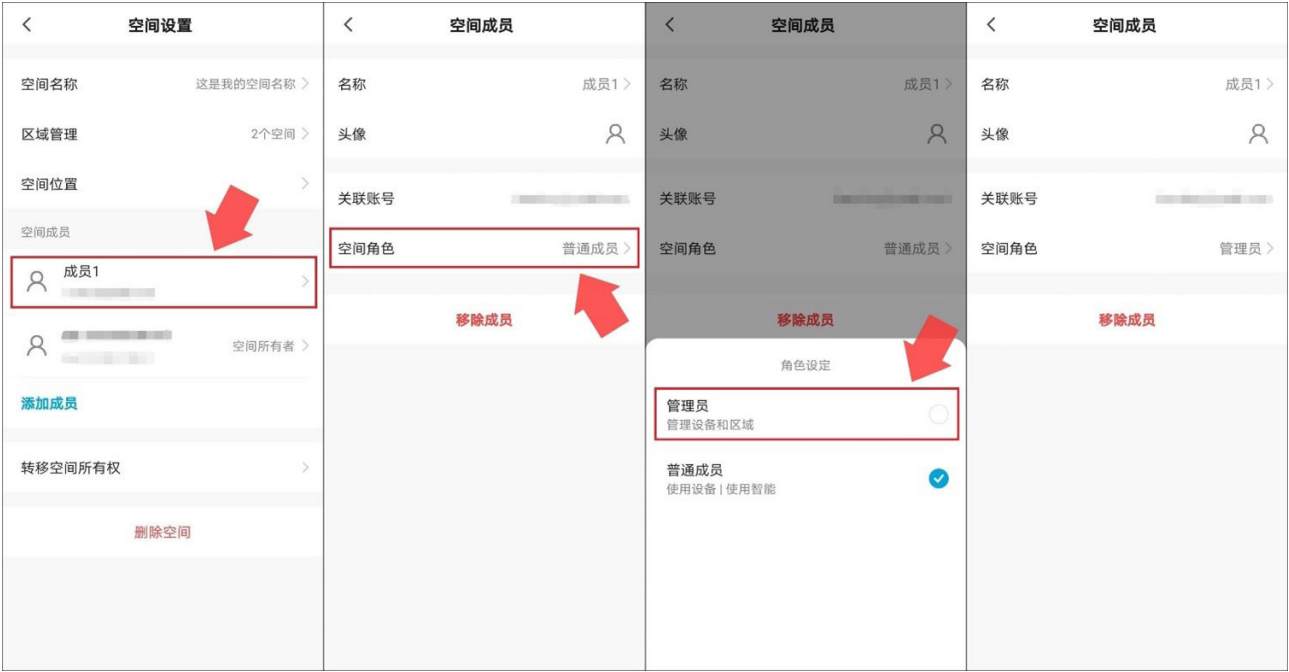 空间设置
空间名称
这是我的空间名称
区域管理
2个空间
空间位置
空间成员
成员1
空间所有者
添加成员
转移空间所有权
删除空间
空间成员
名称
成员1
头像
关联账号
空间角色
普通成员
移除成员
空间成员
名称
成员1
头像
关联账号
空间角色
普通成员
移除成员
角色设定
管理员
管理设备和区域
普通成员
使用设备 | 使用智能
空间成员
名称
成员1
头像
关联账号
空间角色
管理员
移除成员